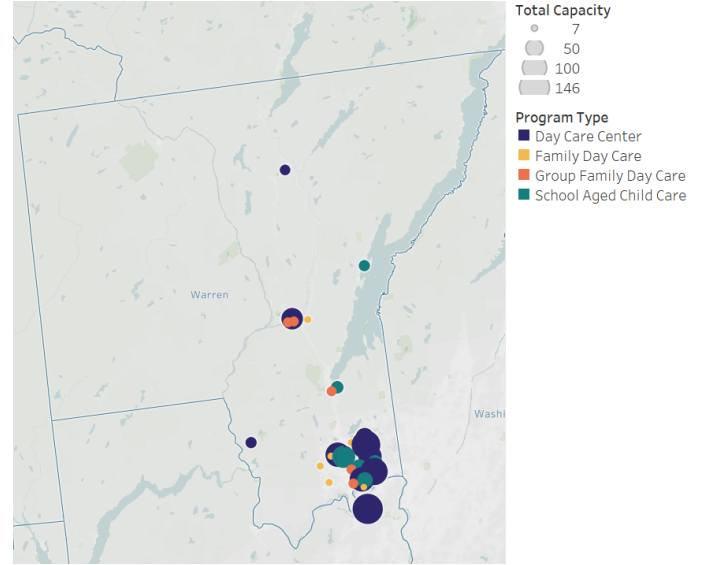 Total Capacity
7
50
100
146
Program Type
Day Care Center
Family Day Care
Group Family Day Care
School Aged Child Care
Warren
Washi